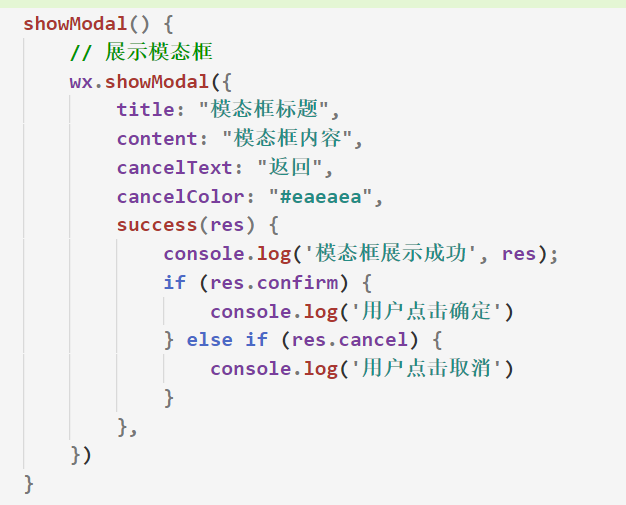 showModal() {
    // 展示模态框
    wx.showModal({
        title: "模态框标题",
        content: "模态框内容",
        cancelText: "返回",
        cancelColor: "#eaeaea",
        success(res) {
            console.log('模态框展示成功', res);
            if (res.confirm) {
                console.log('用户点击确定')
            } else if (res.cancel) {
                console.log('用户点击取消')
            }
        },
    })
}